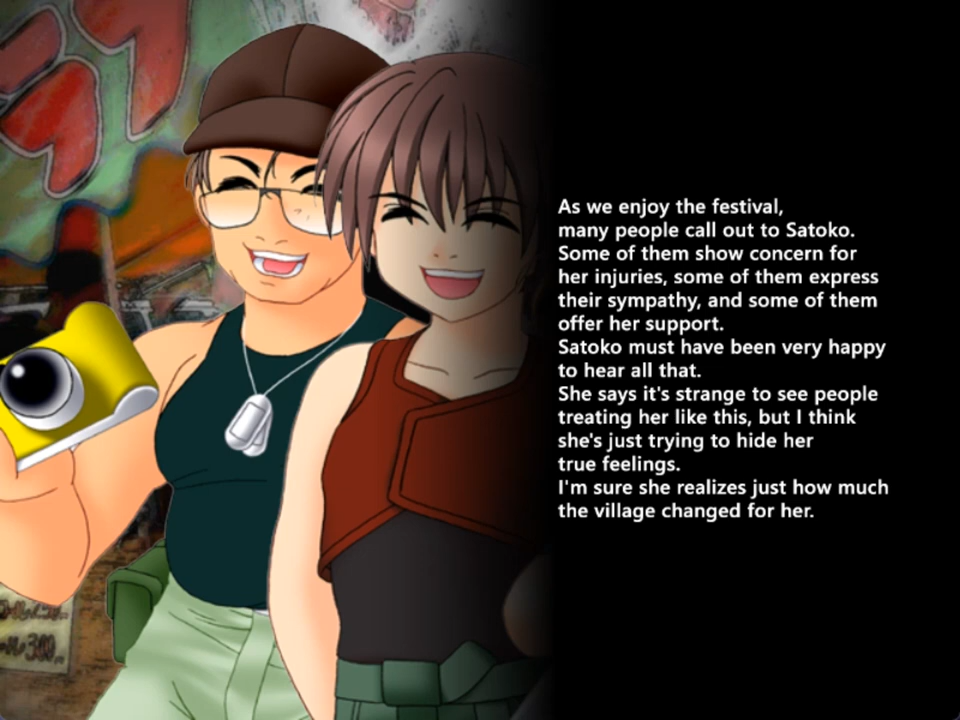 ラフ
As we enjoy the festival,
many people call out to Satoko.
Some of them show concern for
her injuries, some of them express
their sympathy, and some of them
offer her support.
Satoko must have been very happy
to hear all that.
She says it's strange to see people
treating her like this, but I think
she's just trying to hide her
true feelings.
I'm sure she realizes just how much
the village changed for her.
300